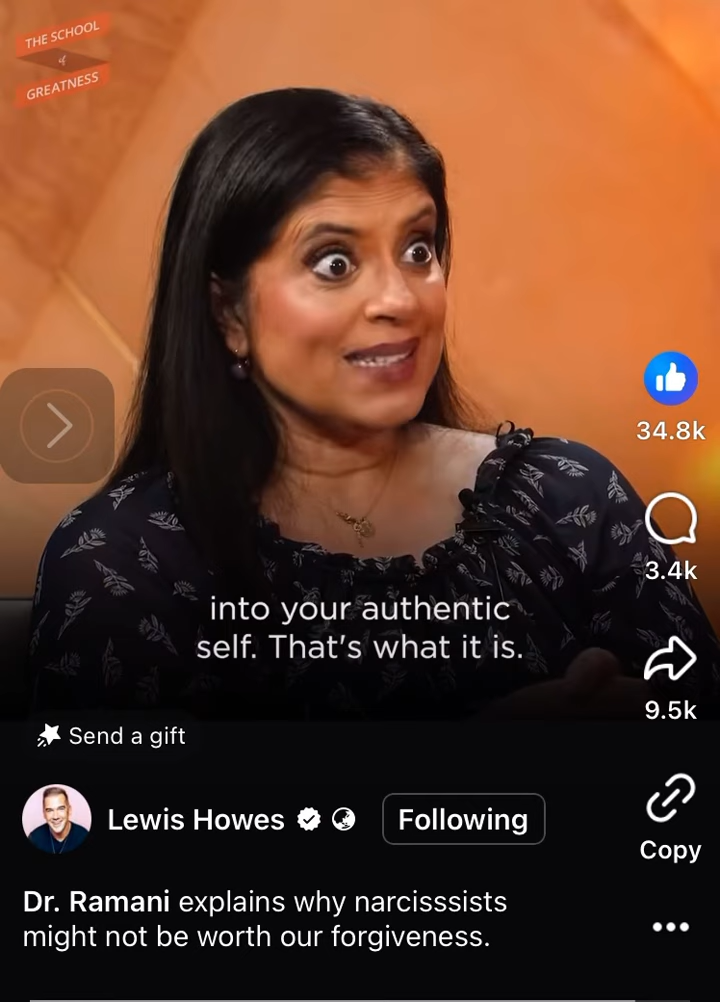 THE SCHOOL
of
GREATNESS
34.8k
3.4k
into your authentic
self. That's what it is.
9.5k
Send a gift
Lewis Howes
Following
Copy
Dr. Ramani explains why narcisssists
might not be worth our forgiveness.